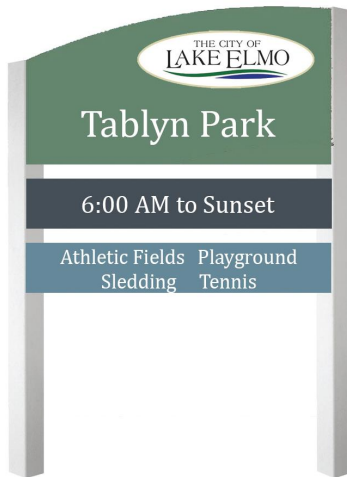 THE CITY OF
LAKE ELMO
Tablyn Park
6:00 AM to Sunset
Athletic Fields Playground
Sledding Tennis